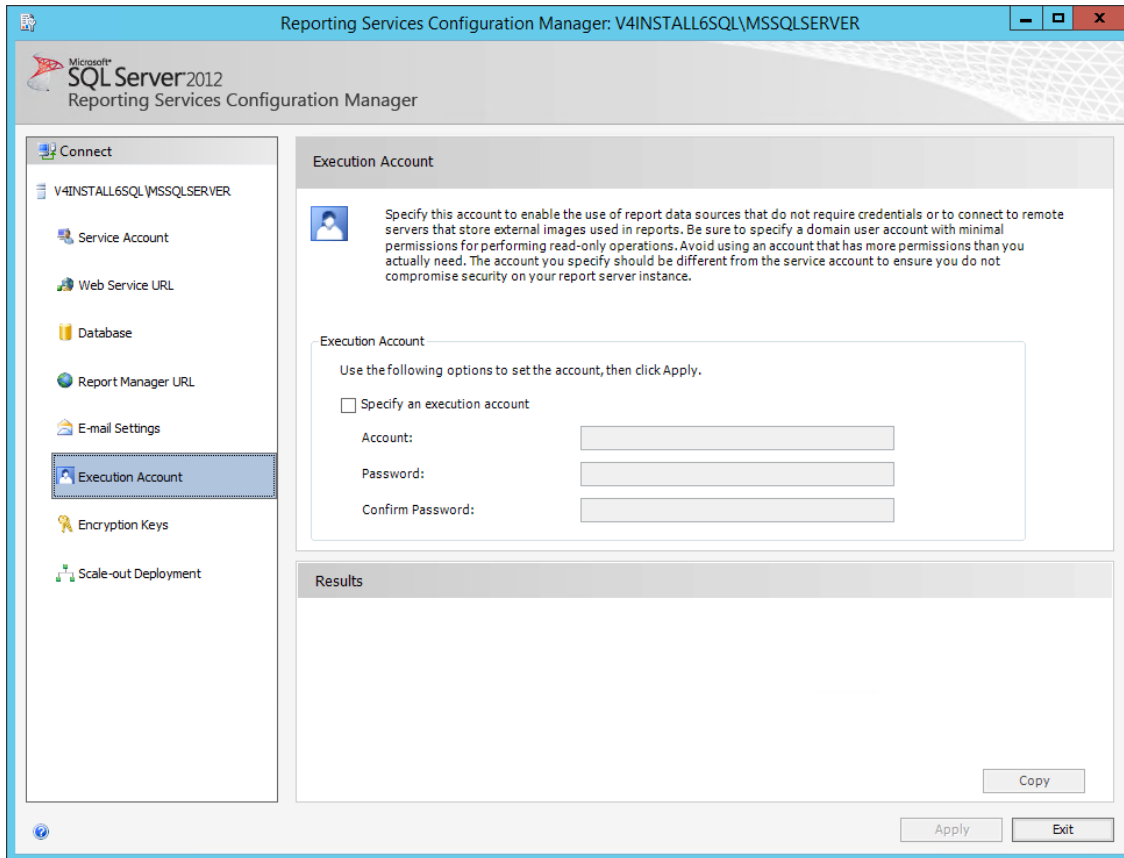 Reporting Services Configuration Manager: V4INSTALL6SQL\MSSQLSERVER
Microsoft*
SQL Server 2012
Reporting Services Configuration Manager
Connect
V4INSTALL6SQL\MSSQLSERVER
Service Account
Web Service URL
Database
Report Manager URL
E-mail Settings
Execution Account
Encryption Keys
Scale-out Deployment
Execution Account
Specify this account to enable the use of report data sources that do not require credentials or to connect to remote
servers that store external images used in reports. Be sure to specify a domain user account with minimal
permissions for performing read-only operations. Avoid using an account that has more permissions than you
actually need. The account you specify should be different from the service account to ensure you do not
compromise security on your report server instance.
Execution Account
Use the following options to set the account, then click Apply.
Specify an execution account
Account:
Password:
Confirm Password:
Results
Copy
Apply
Exit